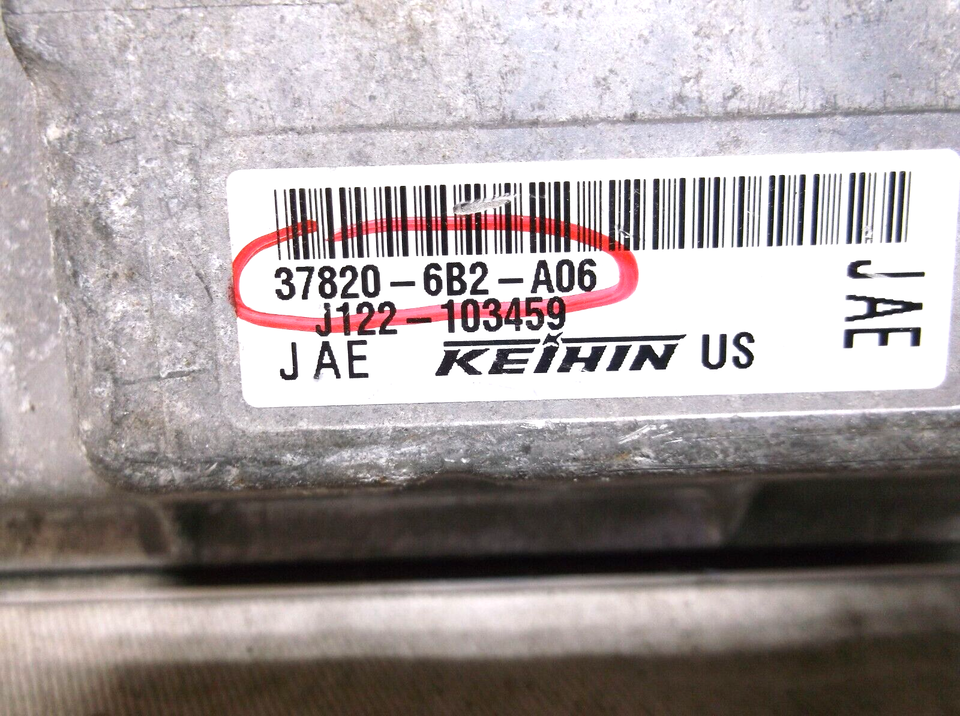 37820-6B2-A06
J122-103459
JAE KEIHIN US
JAE